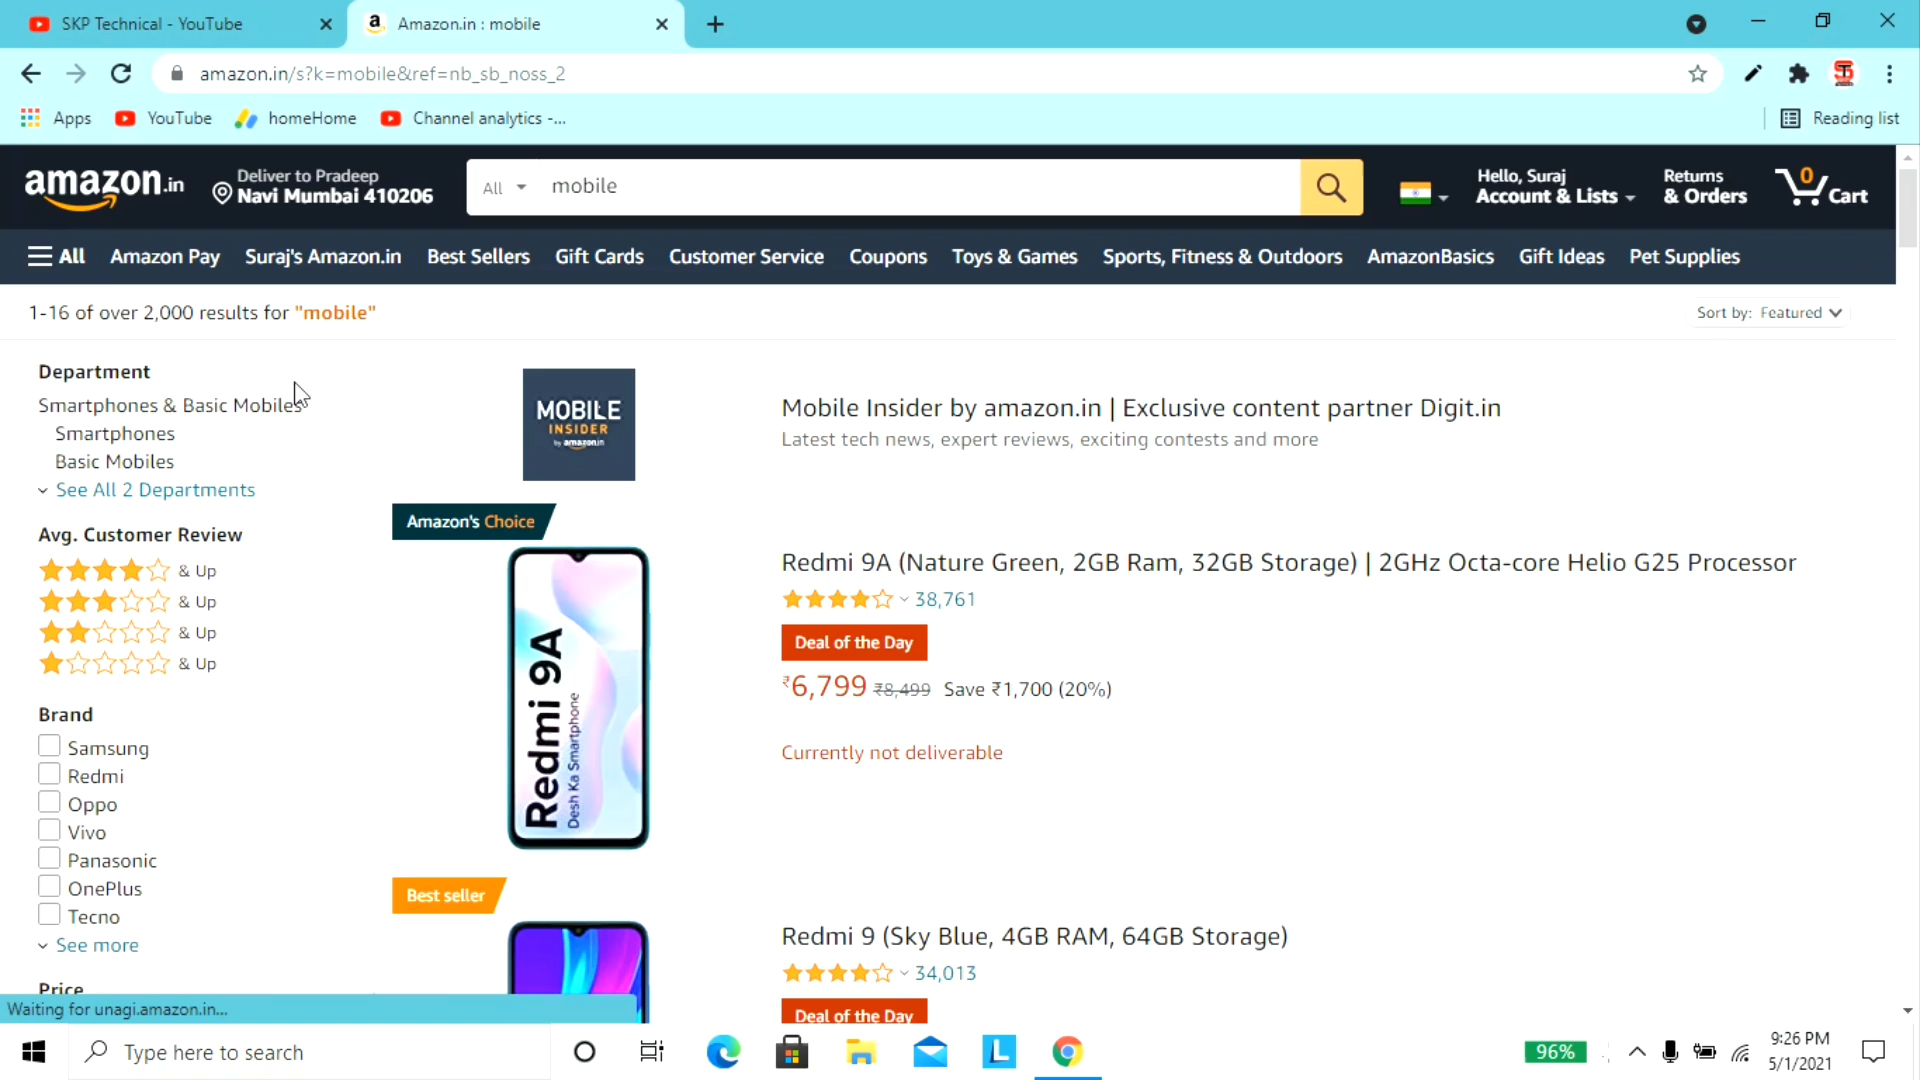 SKP Technical - YouTube
Amazon.in : mobile
amazon.in/s?k=mobile&ref=nb_sb_noss_2
Apps
YouTube
homeHome
Channel analytics -...
Reading list
amazon.in
Deliver to Pradeep
Navi Mumbai 410206
All
mobile
Hello, Suraj
Account & Lists
Returns
& Orders
0
Cart
All
Amazon Pay
Suraj's Amazon.in
Best Sellers
Gift Cards
Customer Service
Coupons
Toys & Games
Sports, Fitness & Outdoors
AmazonBasics
Gift Ideas
Pet Supplies
1-16 of over 2,000 results for "mobile"
Sort by: Featured
Department
Smartphones & Basic Mobiles
Smartphones
Basic Mobiles
See All 2 Departments
Avg. Customer Review
& Up
& Up
& Up
& Up
Brand
Samsung
Redmi
Oppo
Vivo
Panasonic
OnePlus
Tecno
See more
Price
MOBILE
INSIDER
by amazon.in
Mobile Insider by amazon.in | Exclusive content partner Digit.in
Latest tech news, expert reviews, exciting contests and more
Amazon's Choice
Redmi 9A
Desh Ka Smartphone
Redmi 9A (Nature Green, 2GB Ram, 32GB Storage) | 2GHz Octa-core Helio G25 Processor
38,761
Deal of the Day
₹6,799 ₹8,499 Save ₹1,700 (20%)
Currently not deliverable
Best seller
Redmi 9 (Sky Blue, 4GB RAM, 64GB Storage)
34,013
Deal of the Day
Waiting for unagi.amazon.in...
Type here to search
96%
9:26 PM
5/1/2021